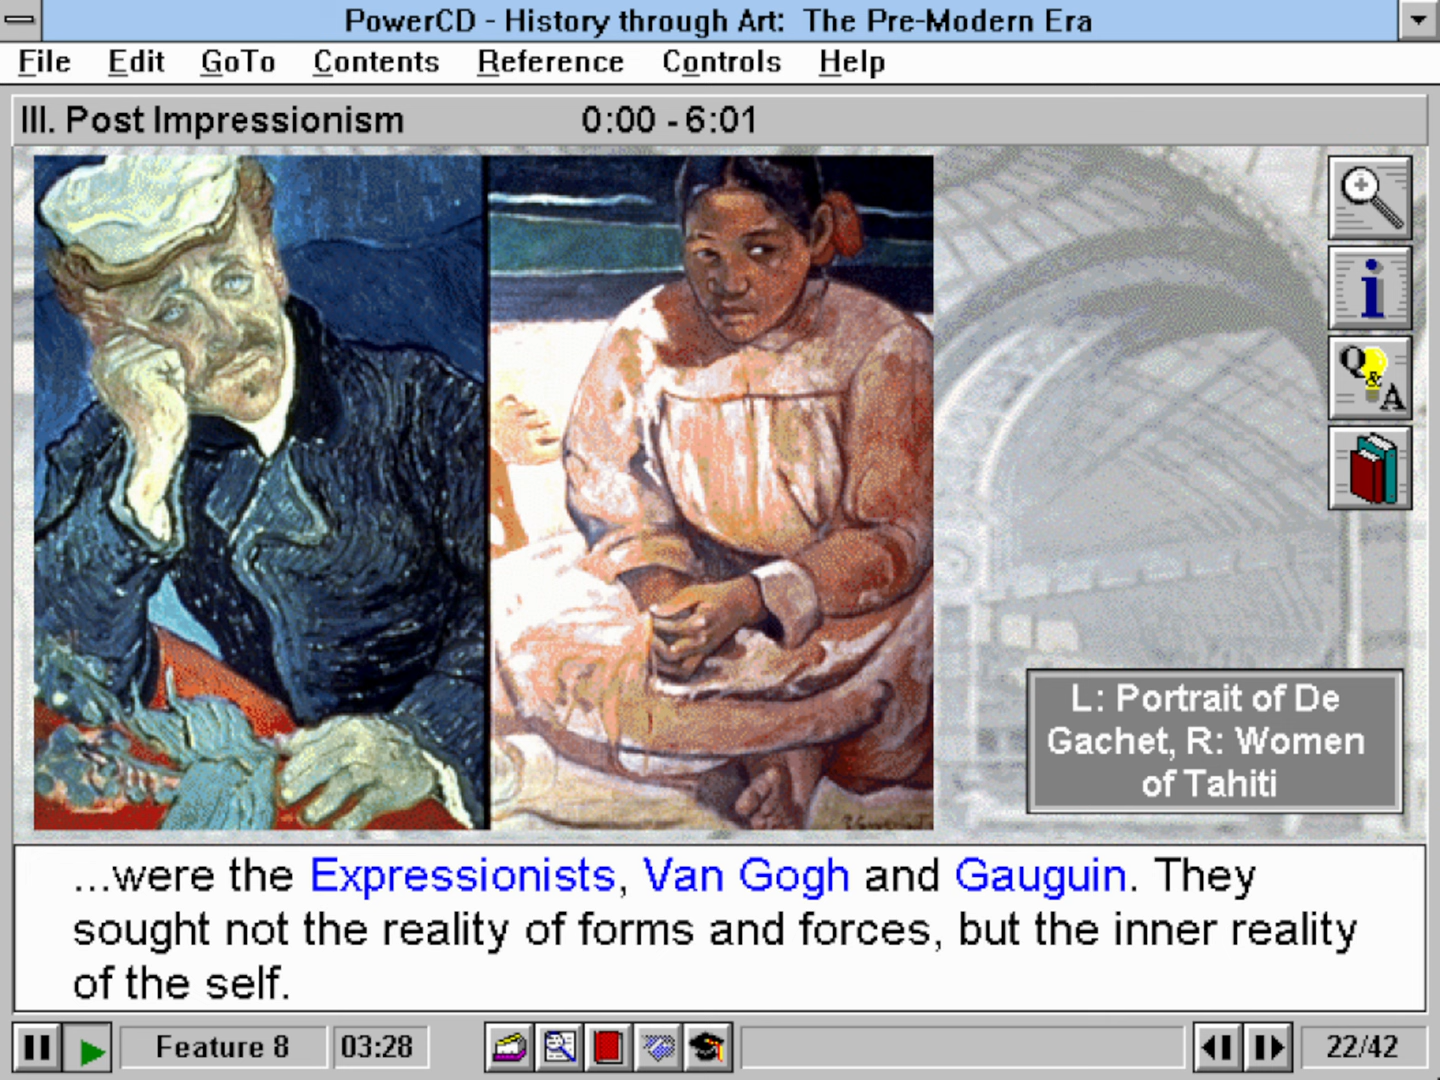 PowerCD - History through Art: The Pre-Modern Era
File Edit GoTo Contents Reference Controls Help
III. Post Impressionism 0:00 - 6:01
i
Q & A
L: Portrait of De
Gachet, R: Women
of Tahiti
...were the Expressionists, Van Gogh and Gauguin. They
sought not the reality of forms and forces, but the inner reality
of the self.
Feature 8 03:28 22/42